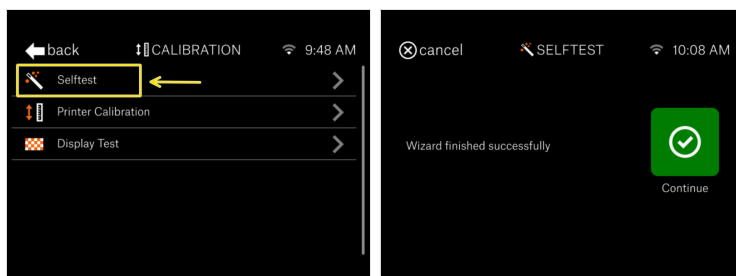 back CALIBRATION 9:48 AM
Selftest
Printer Calibration
Display Test
cancel SELFTEST 10:08 AM
Wizard finished successfully
Continue